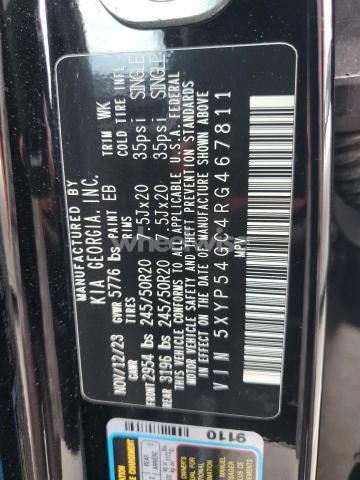 MANUFACTURED BY
KIA GEORGIA, INC.
NOV/12/23 GVWR 5776 lbs PAINT EB TRIM WK
GAWR TIRES RIMS COLD TIRE INFL
FRONT 2954 lbs 245/50R20 7.5Jx20 35psi SINGLE
REAR 3196 lbs 245/50R20 7.5Jx20 35psi SINGLE
THIS VEHICLE CONFORMS TO ALL APPLICABLE U.S.A. FEDERAL
MOTOR VEHICLE SAFETY AND THEFT PREVENTION STANDARDS
IN EFFECT ON THE DATE OF MANUFACTURE SHOWN ABOVE
VIN 5XYP54GC4RG467811
MPV
9110
REAR